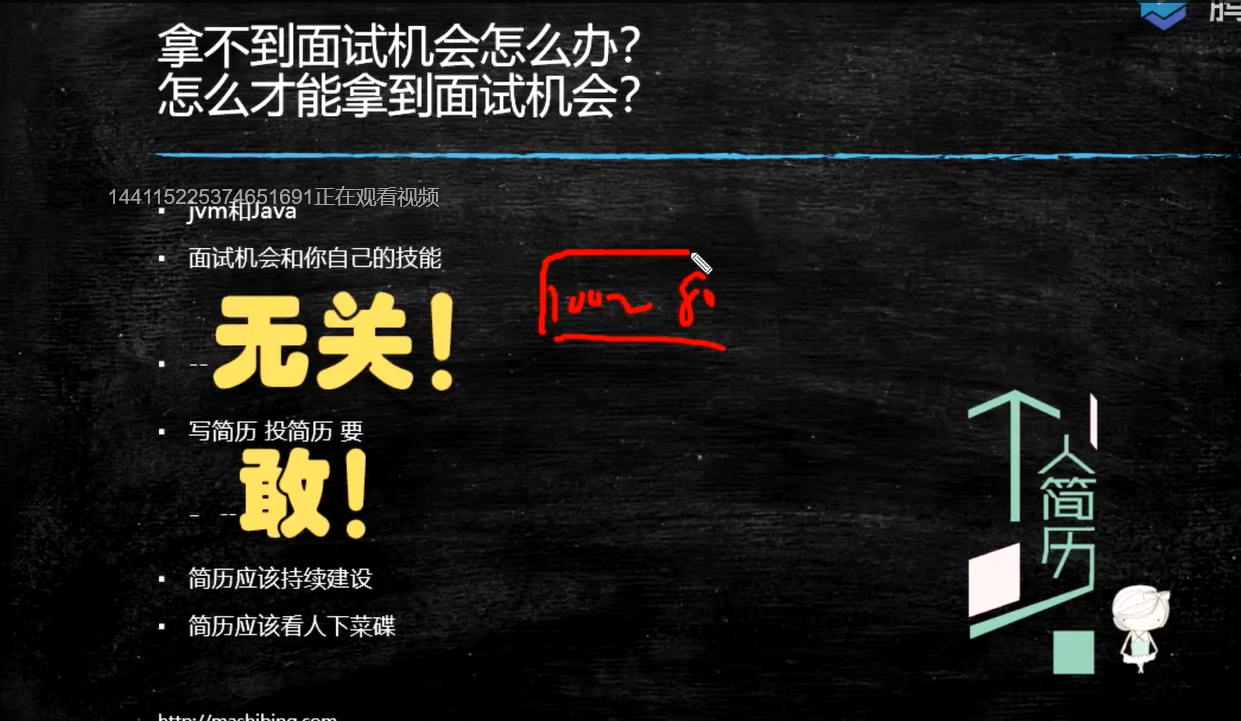 拿不到面试机会怎么办?
怎么才能拿到面试机会?
144115225374651691正在观看视频
▪ jvm和Java
▪ 面试机会和你自己的技能
▪ --无关!
▪ 写简历 投简历 要
– --敢!
▪ 简历应该持续建设
▪ 简历应该看人下菜碟
个人简历
http://mashibing.com